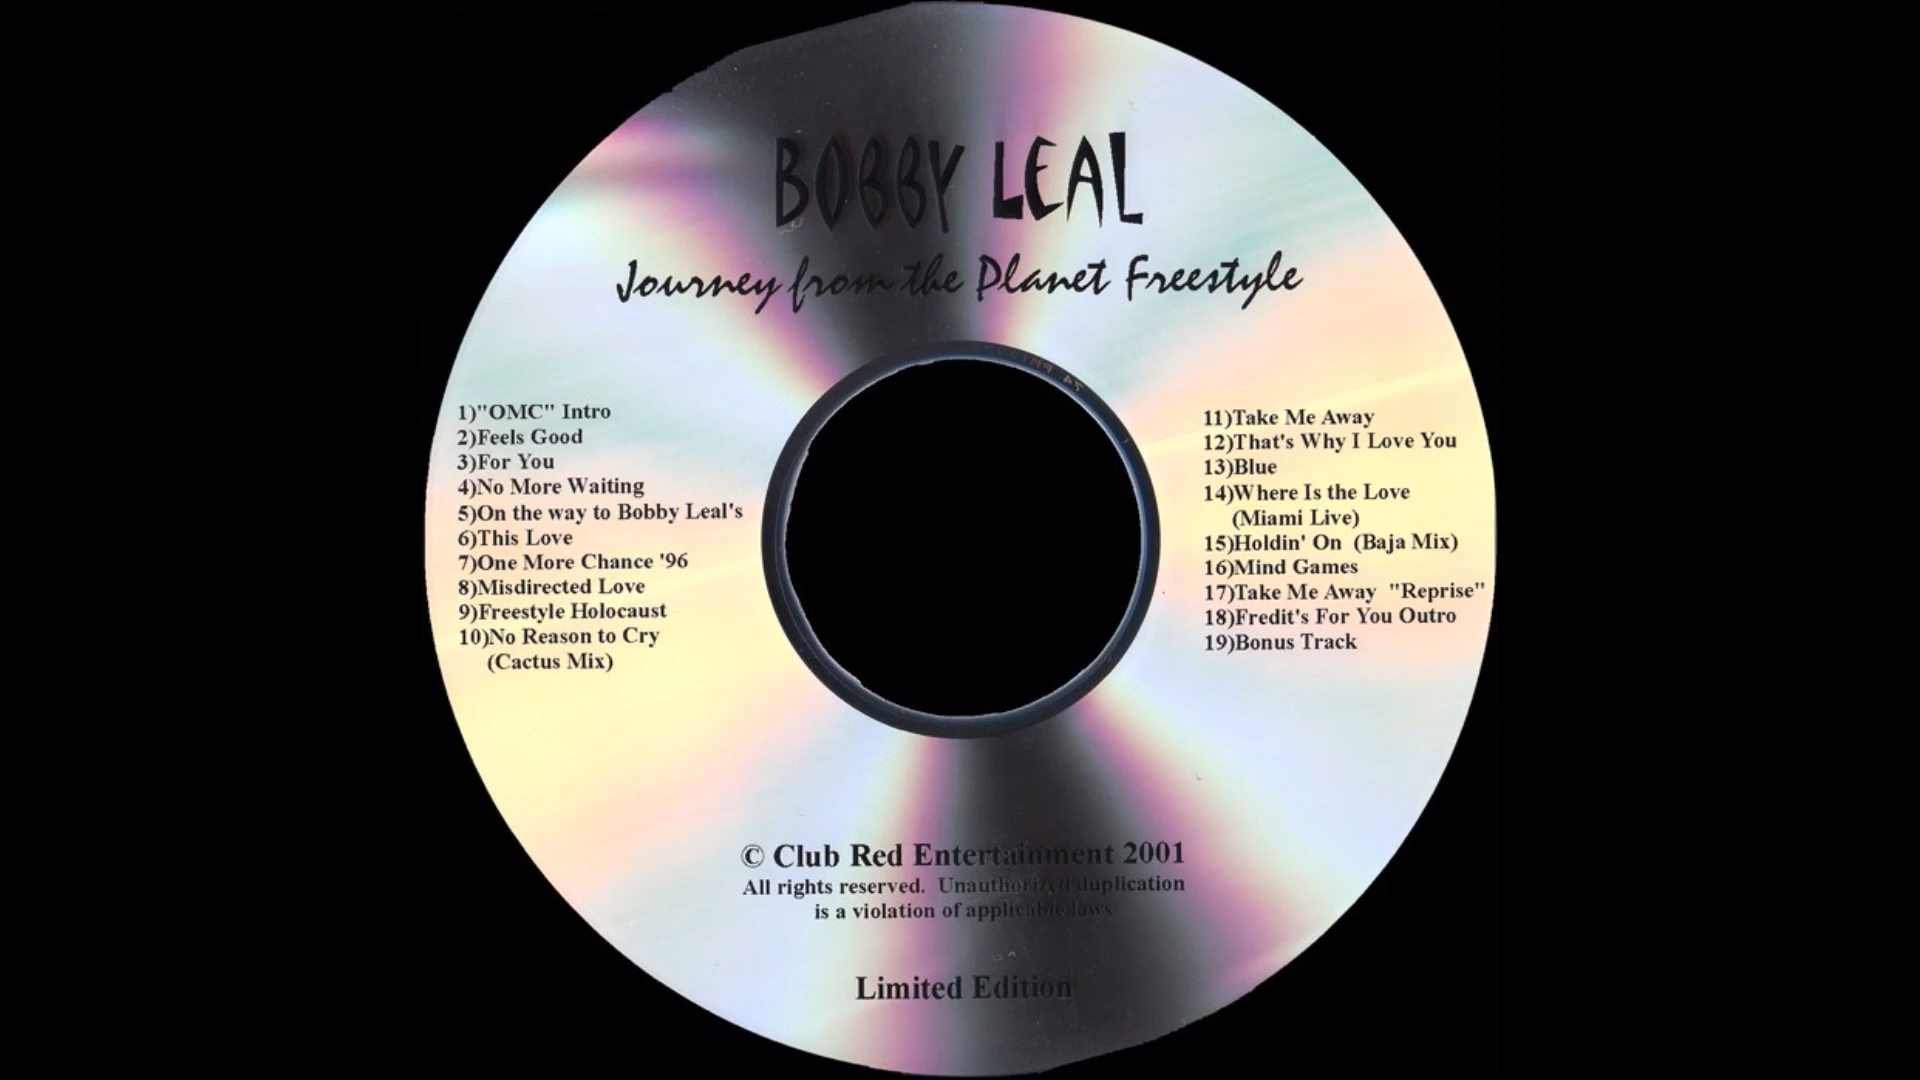 BOBBY LEAL
Journey from the Planet Freestyle
1)"OMC" Intro
2)Feels Good
3)For You
4)No More Waiting
5)On the way to Bobby Leal's
6)This Love
7)One More Chance '96
8)Misdirected Love
9)Freestyle Holocaust
10)No Reason to Cry
(Cactus Mix)
11)Take Me Away
12)That's Why I Love You
13)Blue
14)Where Is the Love
(Miami Live)
15)Holdin' On (Baja Mix)
16)Mind Games
17)Take Me Away "Reprise"
18)Fredit's For You Outro
19)Bonus Track
© Club Red Entertainment 2001
All rights reserved. Unauthorized duplication
is a violation of applicable laws
Limited Edition